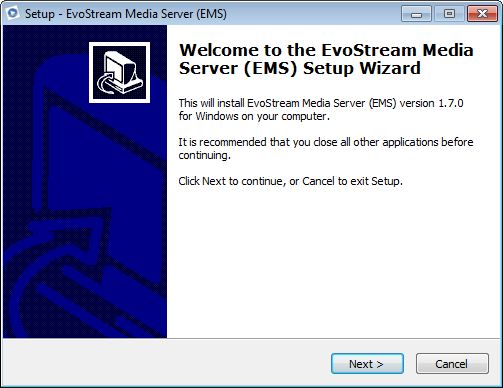 Setup - EvoStream Media Server (EMS)
Welcome to the EvoStream Media
Server (EMS) Setup Wizard
This will install EvoStream Media Server (EMS) version 1.7.0
for Windows on your computer.
It is recommended that you close all other applications before
continuing.
Click Next to continue, or Cancel to exit Setup.
Next >
Cancel